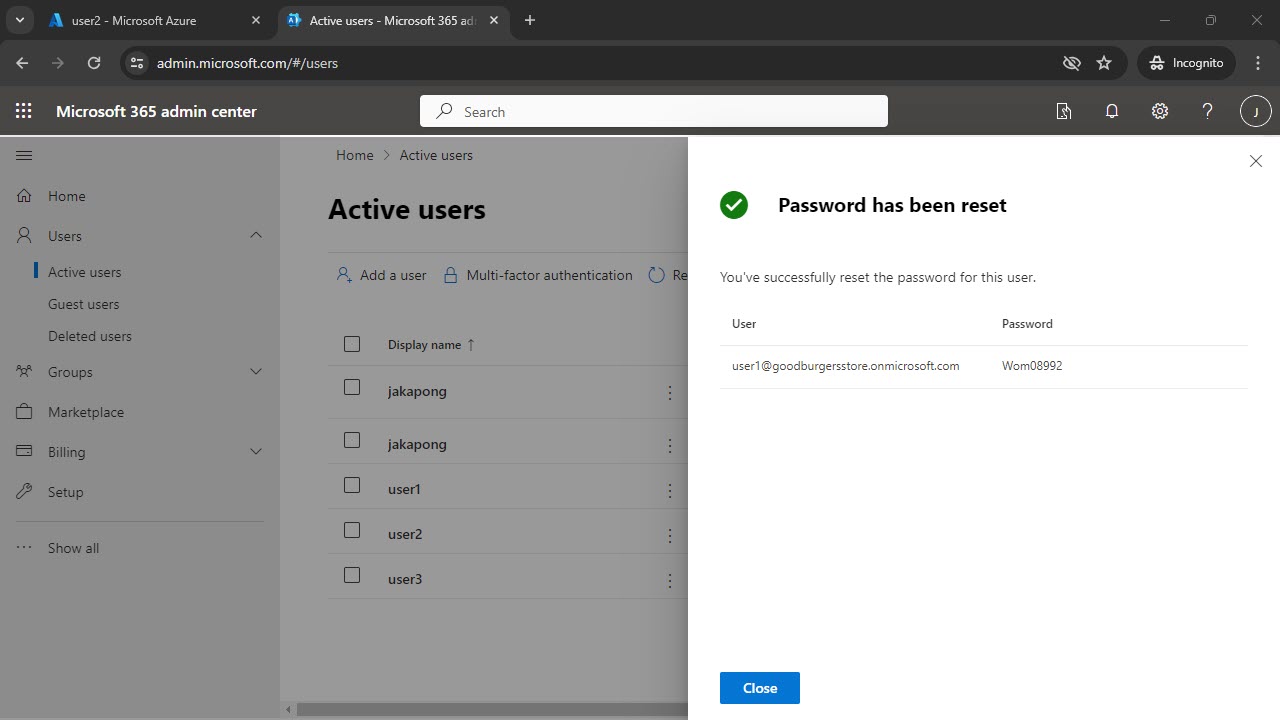 user2 - Microsoft Azure
Active users - Microsoft 365 ad
admin.microsoft.com/#/users
Incognito
Microsoft 365 admin center
Search
J
Home
Users
Active users
Guest users
Deleted users
Groups
Marketplace
Billing
Setup
Show all
Home > Active users
Active users
Add a user Multi-factor authentication Re
Display name ↑
jakapong
jakapong
user1
user2
user3
Password has been reset
You've successfully reset the password for this user.
User Password
user1@goodburgersstore.onmicrosoft.com Wom08992
Close